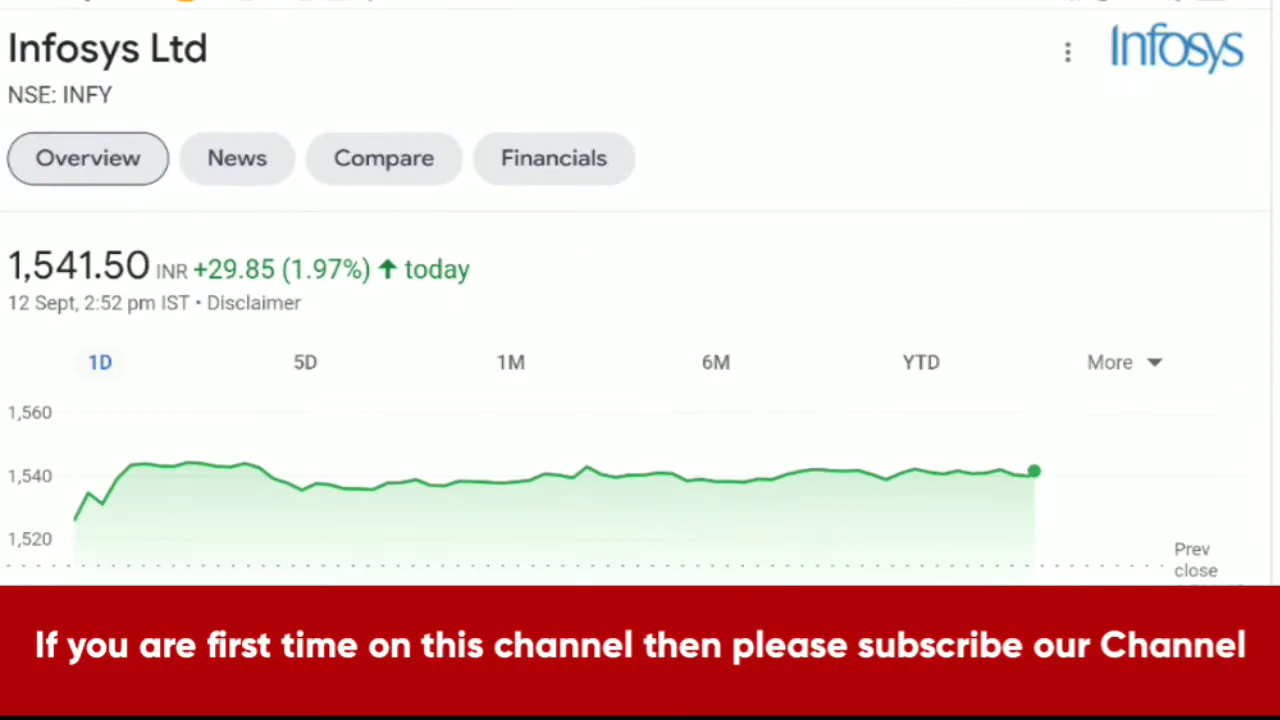 Infosys Ltd
Infosys
NSE: INFY
Overview News Compare Financials
1,541.50 INR +29.85 (1.97%) ↑ today
12 Sept, 2:52 pm IST • Disclaimer
1D 5D 1M 6M YTD More
1,560
1,540
1,520
Prev
close
If you are first time on this channel then please subscribe our Channel